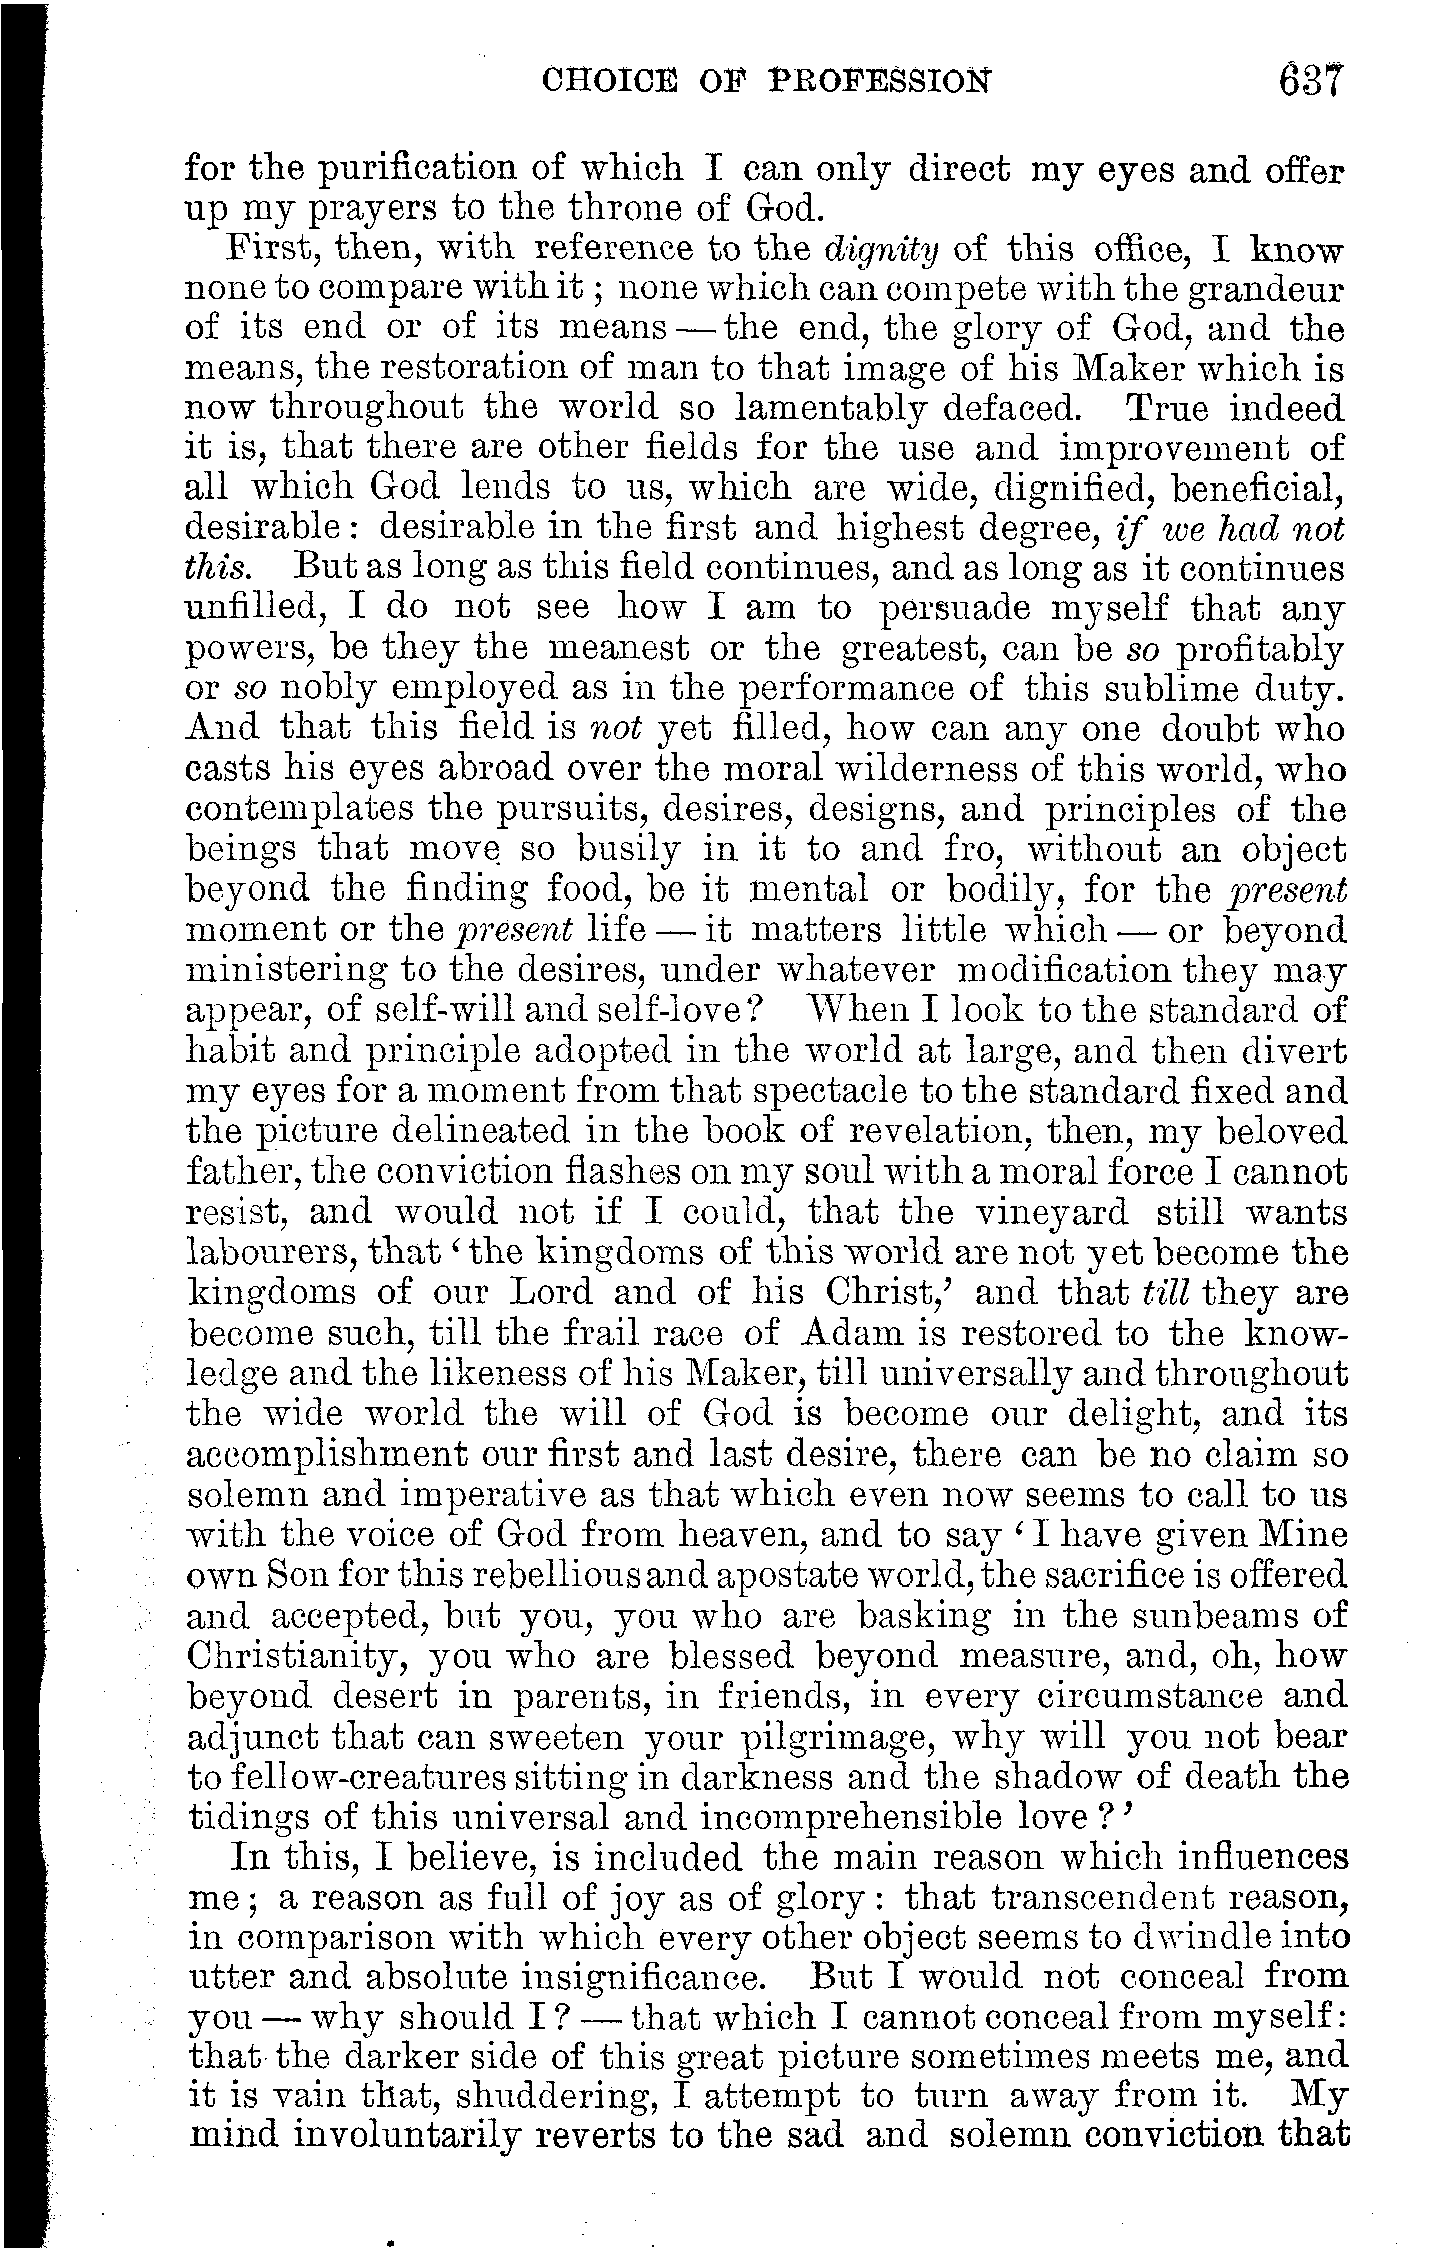 CHOICE OF PROFESSION 637
for the purification of which I can only direct my eyes and offer
up my prayers to the throne of God.
First, then, with reference to the dignity of this office, I know
none to compare with it ; none which can compete with the grandeur
of its end or of its means — the end, the glory of God, and the
means, the restoration of man to that image of his Maker which is
now throughout the world so lamentably defaced. True indeed
it is, that there are other fields for the use and improvement of
all which God lends to us, which are wide, dignified, beneficial,
desirable : desirable in the first and highest degree, if we had not
this. But as long as this field continues, and as long as it continues
unfilled, I do not see how I am to persuade myself that any
powers, be they the meanest or the greatest, can be so profitably
or so nobly employed as in the performance of this sublime duty.
And that this field is not yet filled, how can any one doubt who
casts his eyes abroad over the moral wilderness of this world, who
contemplates the pursuits, desires, designs, and principles of the
beings that move so busily in it to and fro, without an object
beyond the finding food, be it mental or bodily, for the present
moment or the present life — it matters little which — or beyond
ministering to the desires, under whatever modification they may
appear, of self-will and self-love? When I look to the standard of
habit and principle adopted in the world at large, and then divert
my eyes for a moment from that spectacle to the standard fixed and
the picture delineated in the book of revelation, then, my beloved
father, the conviction flashes on my soul with a moral force I cannot
resist, and would not if I could, that the vineyard still wants
labourers, that ‘the kingdoms of this world are not yet become the
kingdoms of our Lord and of his Christ,’ and that till they are
become such, till the frail race of Adam is restored to the know-
ledge and the likeness of his Maker, till universally and throughout
the wide world the will of God is become our delight, and its
accomplishment our first and last desire, there can be no claim so
solemn and imperative as that which even now seems to call to us
with the voice of God from heaven, and to say ‘I have given Mine
own Son for this rebellious and apostate world, the sacrifice is offered
and accepted, but you, you who are basking in the sunbeams of
Christianity, you who are blessed beyond measure, and, oh, how
beyond desert in parents, in friends, in every circumstance and
adjunct that can sweeten your pilgrimage, why will you not bear
to fellow-creatures sitting in darkness and the shadow of death the
tidings of this universal and incomprehensible love ?’
In this, I believe, is included the main reason which influences
me ; a reason as full of joy as of glory : that transcendent reason,
in comparison with which every other object seems to dwindle into
utter and absolute insignificance. But I would not conceal from
you — why should I ? — that which I cannot conceal from myself :
that the darker side of this great picture sometimes meets me, and
it is vain that, shuddering, I attempt to turn away from it. My
mind involuntarily reverts to the sad and solemn conviction that